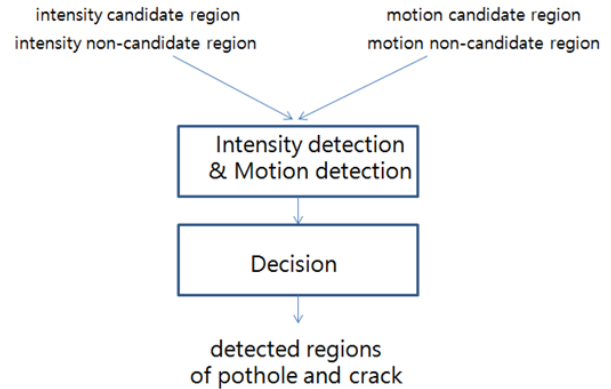 intensity candidate region
intensity non-candidate region
motion candidate region
motion non-candidate region
Intensity detection
& Motion detection
Decision
detected regions
of pothole and crack